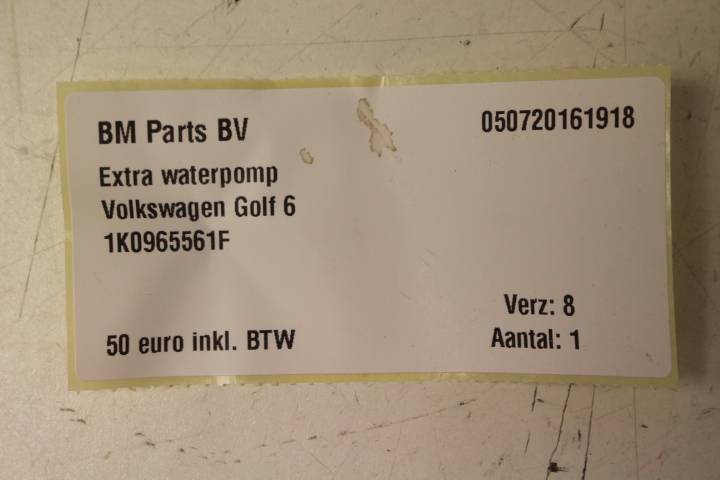 BM Parts BV
050720161918
Extra waterpomp
Volkswagen Golf 6
1K0965561F
Verz: 8
50 euro inkl. BTW
Aantal: 1